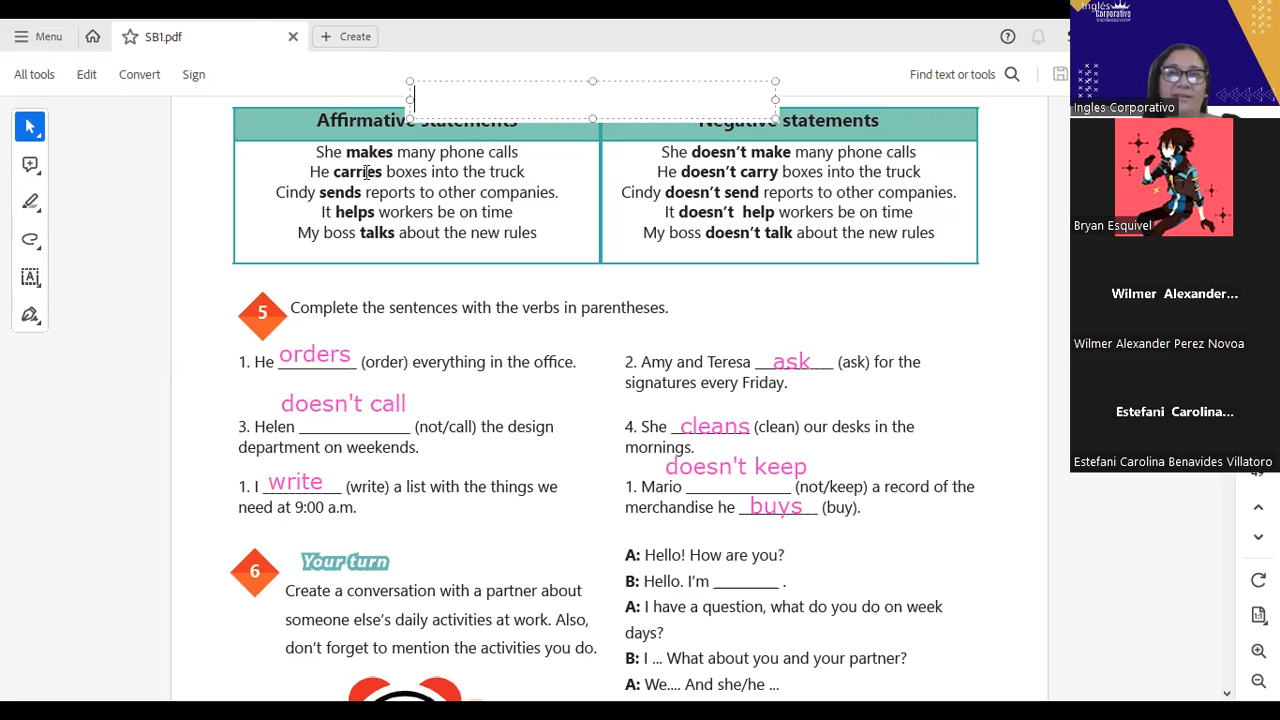 Menu
SB1.pdf
Create
All tools
Edit
Convert
Sign
Find text or tools
Affirmative statements
Negative statements
She makes many phone calls
He carries boxes into the truck
Cindy sends reports to other companies.
It helps workers be on time
My boss talks about the new rules
She doesn't make many phone calls
He doesn't carry boxes into the truck
Cindy doesn't send reports to other companies.
It doesn't help workers be on time
My boss doesn't talk about the new rules
5
Complete the sentences with the verbs in parentheses.
1. He orders (order) everything in the office.
2. Amy and Teresa ask (ask) for the
signatures every Friday.
doesn't call
3. Helen ____________ (not/call) the design
department on weekends.
4. She cleans (clean) our desks in the
mornings.
1. I write (write) a list with the things we
need at 9:00 a.m.
doesn't keep
1. Mario ____________ (not/keep) a record of the
merchandise he buys (buy).
6
Your turn
Create a conversation with a partner about
someone else's daily activities at work. Also,
don't forget to mention the activities you do.
A: Hello! How are you?
B: Hello. I'm ________ .
A: I have a question, what do you do on week
days?
B: I ... What about you and your partner?
A: We.... And she/he ...
Inglés
Corporativo
Ingles Corporativo
Bryan Esquivel
Wilmer Alexander...
Wilmer Alexander Perez Novoa
Estefani Carolina...
Estefani Carolina Benavides Villatoro